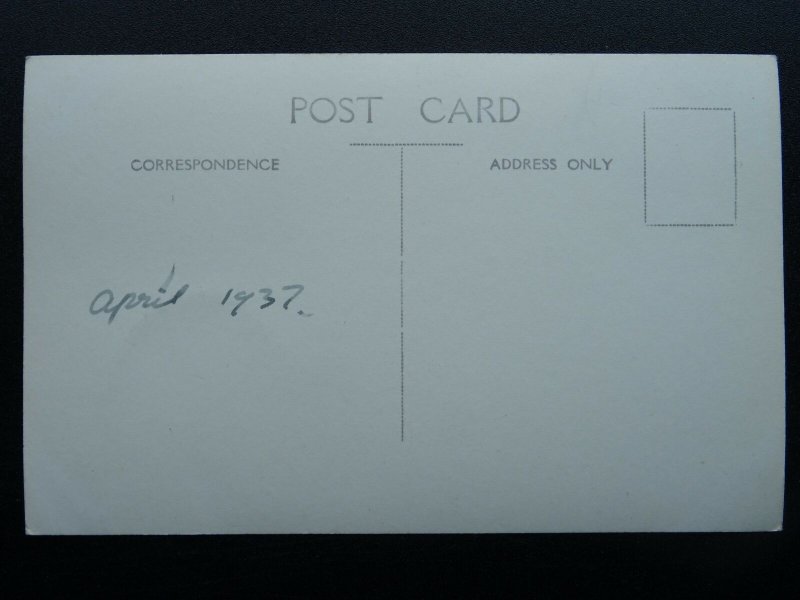 POST CARD
CORRESPONDENCE
ADDRESS ONLY
April 1937.